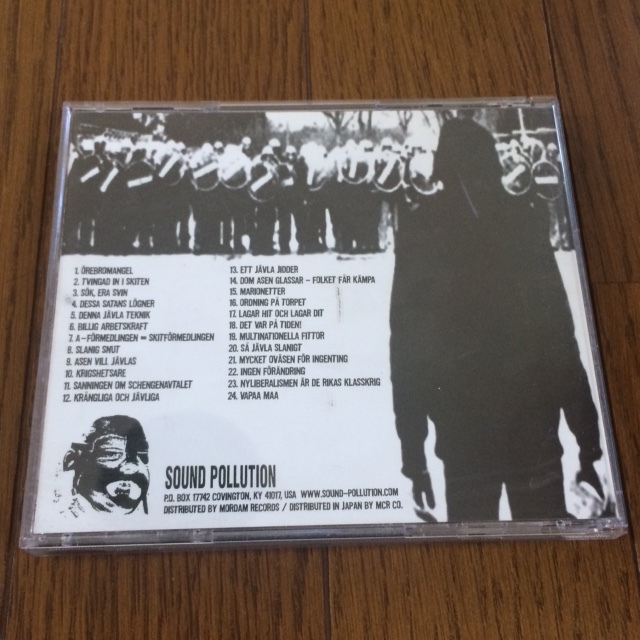 1. ÖREBROMANGEL
2. TVINGAD IN I SKITEN
3. SÖK, ERA SVIN
4. DESSA SATANS LÖGNER
5. DENNA JÄVLA TEKNIK
6. BILLIG ARBETSKRAFT
7. A-FÖRMEDLINGEN = SKITFÖRMEDLINGEN
8. SLANIG SNUT
9. ASEN VILL JÄVLAS
10. KRIGSHETSARE
11. SANNINGEN OM SCHENGENAVTALET
12. KRÅNGLIGA OCH JÄVLIGA
13. ETT JÄVLA JIDDER
14. DOM ASEN GLASSAR - FOLKET FÅR KÄMPA
15. MARIONETTER
16. ORDNING PÅ TORPET
17. LAGAR HIT OCH LAGAR DIT
18. DET VAR PÅ TIDEN!
19. MULTINATIONELLA FITTOR
20. SÅ JÄVLA SLANIGT
21. MYCKET OVÄSEN FÖR INGENTING
22. INGEN FÖRÄNDRING
23. NYLIBERALISMEN ÄR DE RIKAS KLASSKRIG
24. VAPAA MAA
SOUND POLLUTION
P.O. BOX 17742 COVINGTON, KY 41017, USA WWW.SOUND-POLLUTION.COM
DISTRIBUTED BY MORDAM RECORDS / DISTRIBUTED IN JAPAN BY MCR CO.